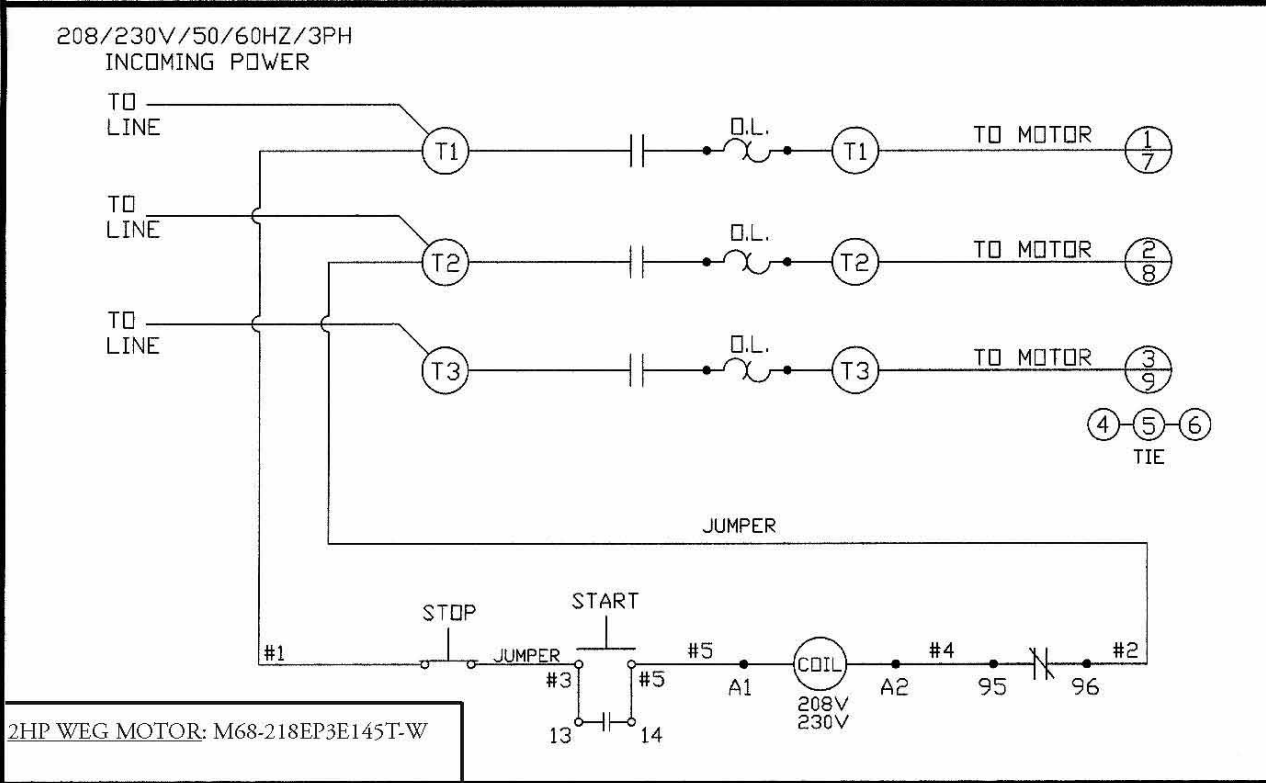 208/230V/50/60HZ/3PH
INCOMING POWER
TO
LINE
T1
O.L.
T1
TO MOTOR
1
7
TO
LINE
T2
O.L.
T2
TO MOTOR
2
8
TO
LINE
T3
O.L.
T3
TO MOTOR
3
9
4
5
6
TIE
JUMPER
STOP
START
#1
JUMPER
#3
#5
#5
A1
COIL
208V
230V
A2
#4
95
96
#2
13
14
2HP WEG MOTOR: M68-218EP3E145T-W